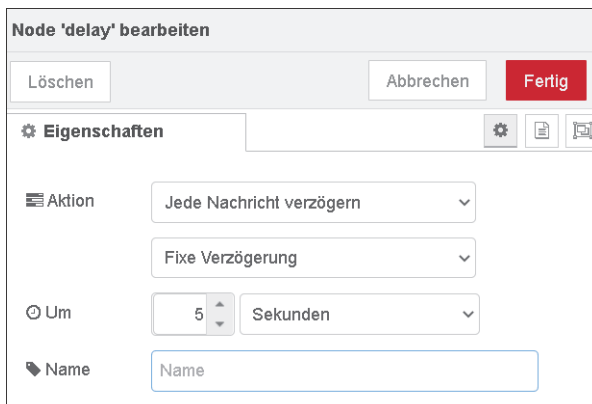 Node 'delay' bearbeiten
Löschen Abbrechen Fertig
Eigenschaften
Aktion Jede Nachricht verzögern
Fixe Verzögerung
Um 5 Sekunden
Name Name